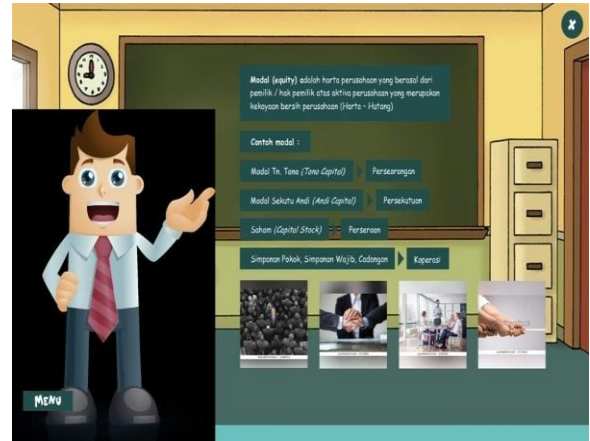 X
Modal (equity) adalah harta perusahaan yang berasal dari
pemilik / hak pemilik atas aktiva perusahaan yang merupakan
kekayaan bersih perusahaan (Harta - Hutang)
Contoh modal :
Modal Tn. Tono (Tono Capital) Perseorangan
Modal Sekutu Andi (Andi Capital) Persekutuan
Saham (Capital Stock) Perseroan
Simpanan Pokok, Simpanan Wajib, Cadangan Koperasi
MENU